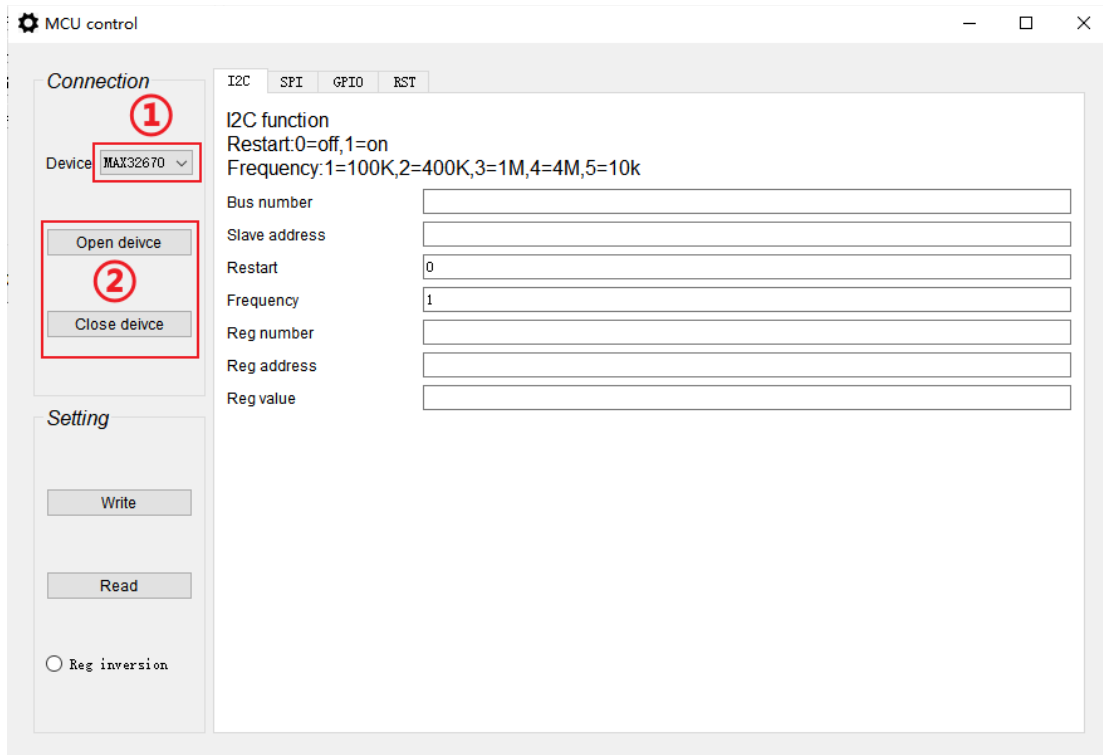 MCU control
Connection
①
Device MAX32670
Open deivce
②
Close deivce
Setting
Write
Read
Reg inversion
I2C SPI GPIO RST
I2C function
Restart:0=off,1=on
Frequency:1=100K,2=400K,3=1M,4=4M,5=10k
Bus number
Slave address
Restart 0
Frequency 1
Reg number
Reg address
Reg value